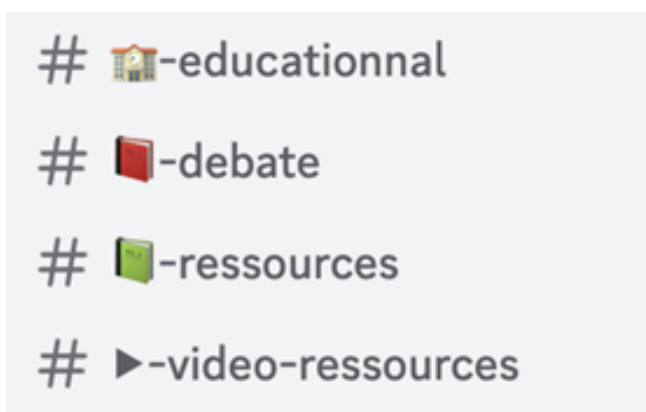 # 🏫-educationnal
# 📕-debate
# 📗-ressources
# ▶-video-ressources